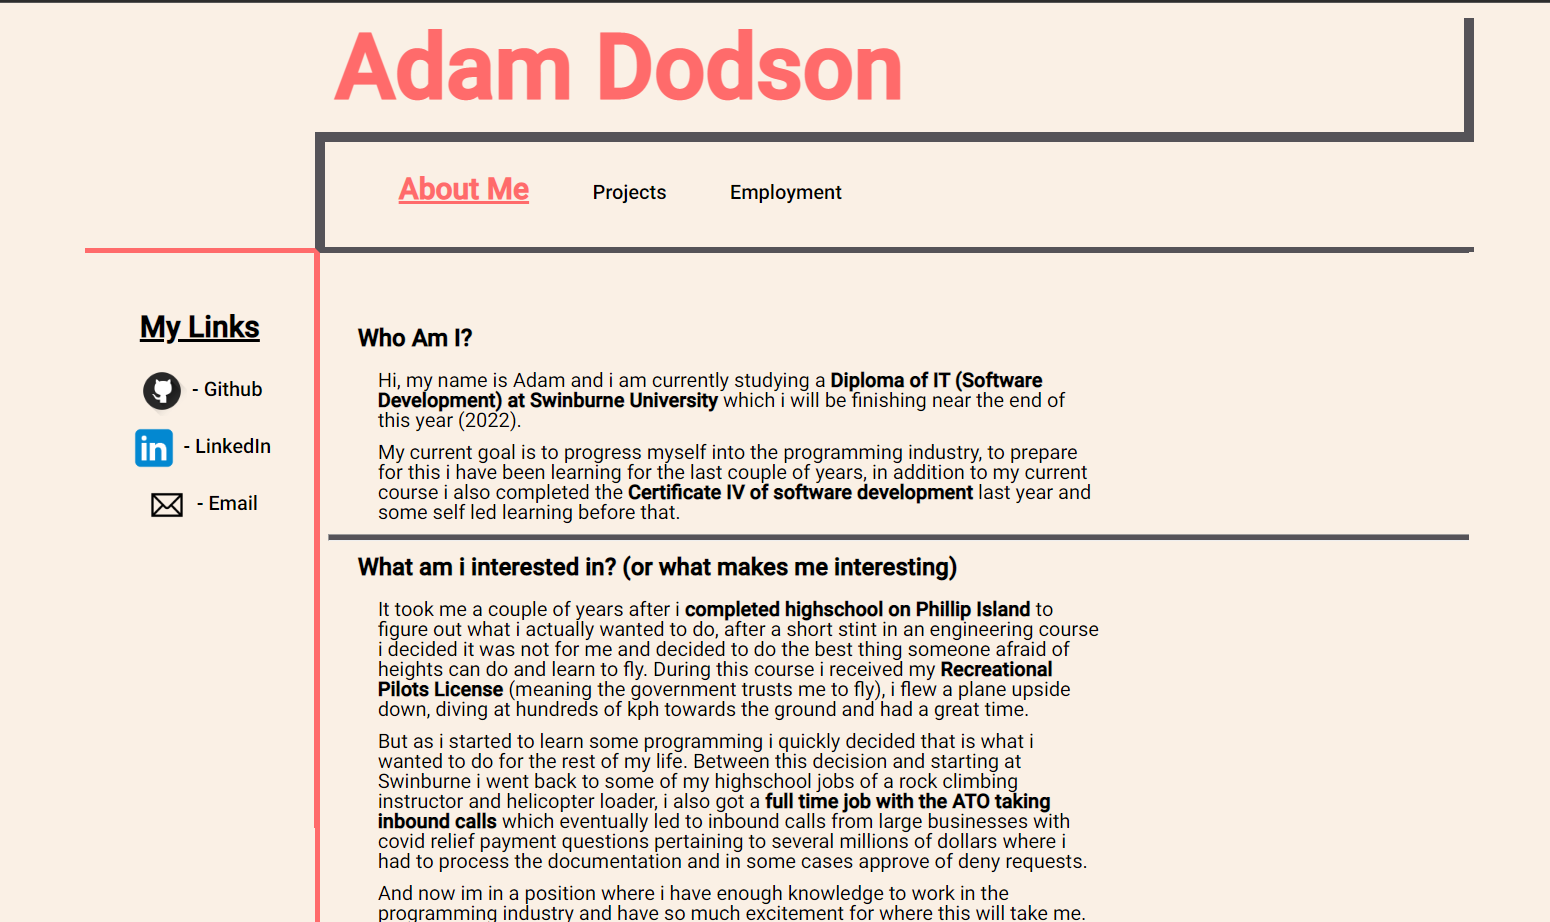 Adam Dodson
About Me
Projects
Employment
My Links
- Github
in - LinkedIn
- Email
Who Am I?
Hi, my name is Adam and i am currently studying a Diploma of IT (Software
Development) at Swinburne University which i will be finishing near the end of
this year (2022).
My current goal is to progress myself into the programming industry, to prepare
for this i have been learning for the last couple of years, in addition to my current
course i also completed the Certificate IV of software development last year and
some self led learning before that.
What am i interested in? (or what makes me interesting)
It took me a couple of years after i completed highschool on Phillip Island to
figure out what i actually wanted to do, after a short stint in an engineering course
i decided it was not for me and decided to do the best thing someone afraid of
heights can do and learn to fly. During this course i received my Recreational
Pilots License (meaning the government trusts me to fly), i flew a plane upside
down, diving at hundreds of kph towards the ground and had a great time.
But as i started to learn some programming i quickly decided that is what i
wanted to do for the rest of my life. Between this decision and starting at
Swinburne i went back to some of my highschool jobs of a rock climbing
instructor and helicopter loader, i also got a full time job with the ATO taking
inbound calls which eventually led to inbound calls from large businesses with
covid relief payment questions pertaining to several millions of dollars where i
had to process the documentation and in some cases approve of deny requests.
And now im in a position where i have enough knowledge to work in the
programming industry and have so much excitement for where this will take me.